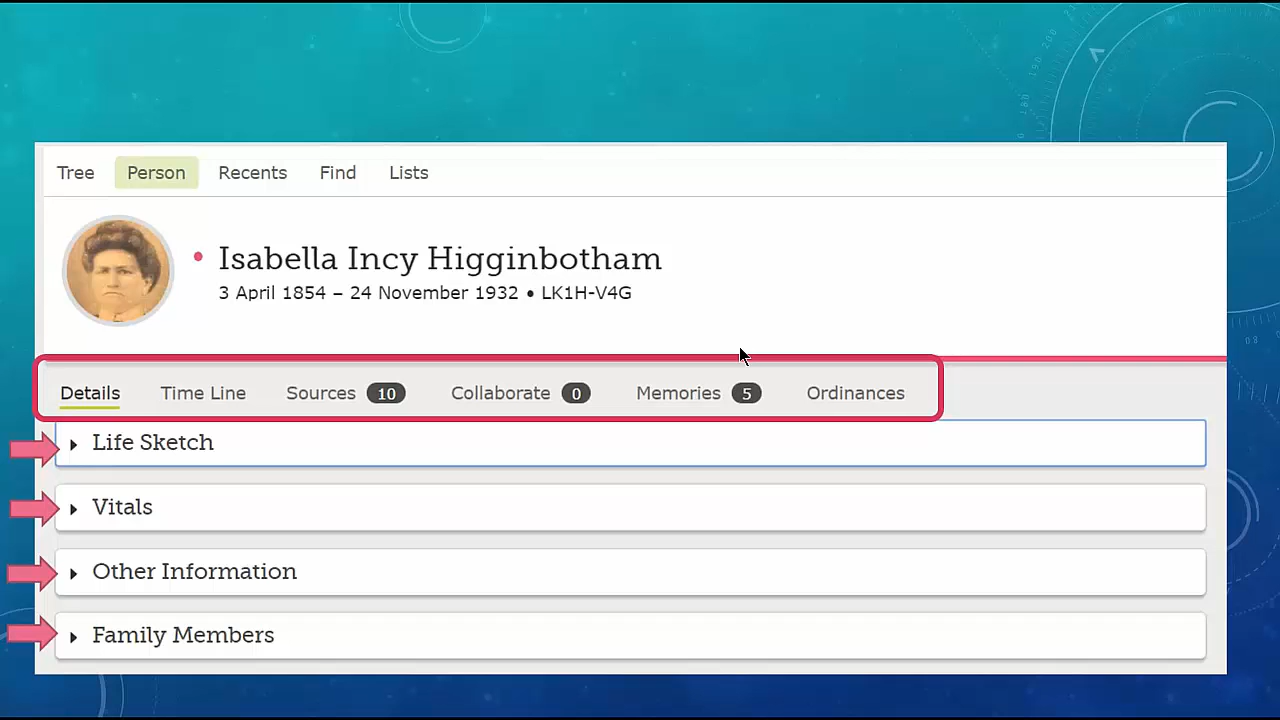 Tree Person Recents Find Lists
Isabella Incy Higginbotham
3 April 1854 – 24 November 1932 • LK1H-V4G
Details Time Line Sources 10 Collaborate 0 Memories 5 Ordinances
Life Sketch
Vitals
Other Information
Family Members